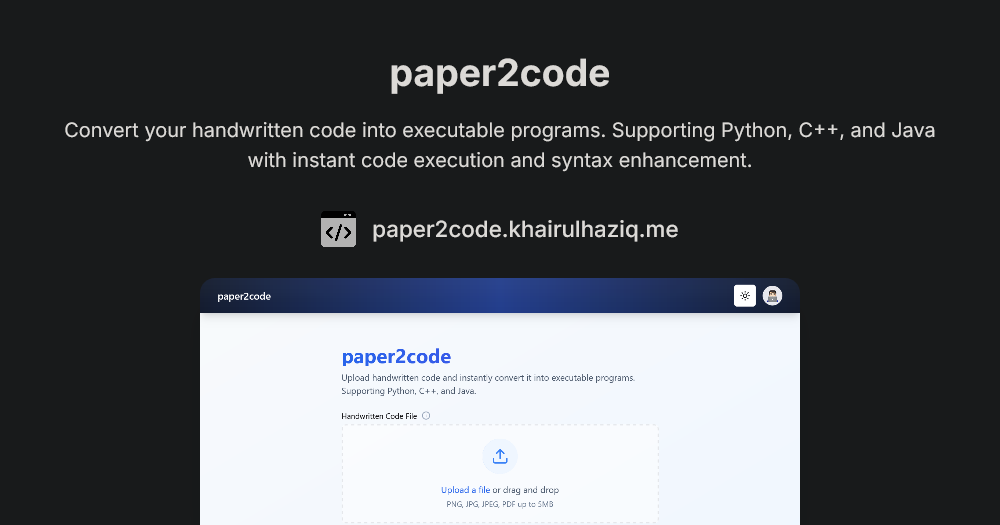 paper2code
Convert your handwritten code into executable programs. Supporting Python, C++, and Java
with instant code execution and syntax enhancement.
</>
paper2code.khairulhaziq.me
paper2code
paper2code
Upload handwritten code and instantly convert it into executable programs.
Supporting Python, C++, and Java.
Handwritten Code File
Upload a file or drag and drop
PNG, JPG, JPEG, PDF up to 5MB